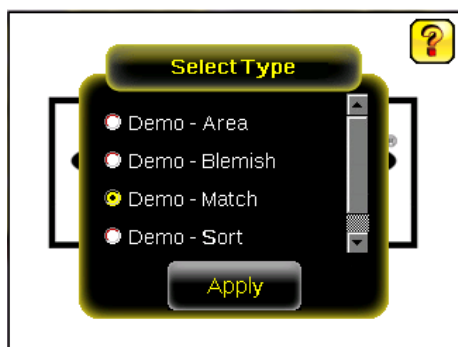 ?
Select Type
Demo - Area
Demo - Blemish
Demo - Match
Demo - Sort
Apply